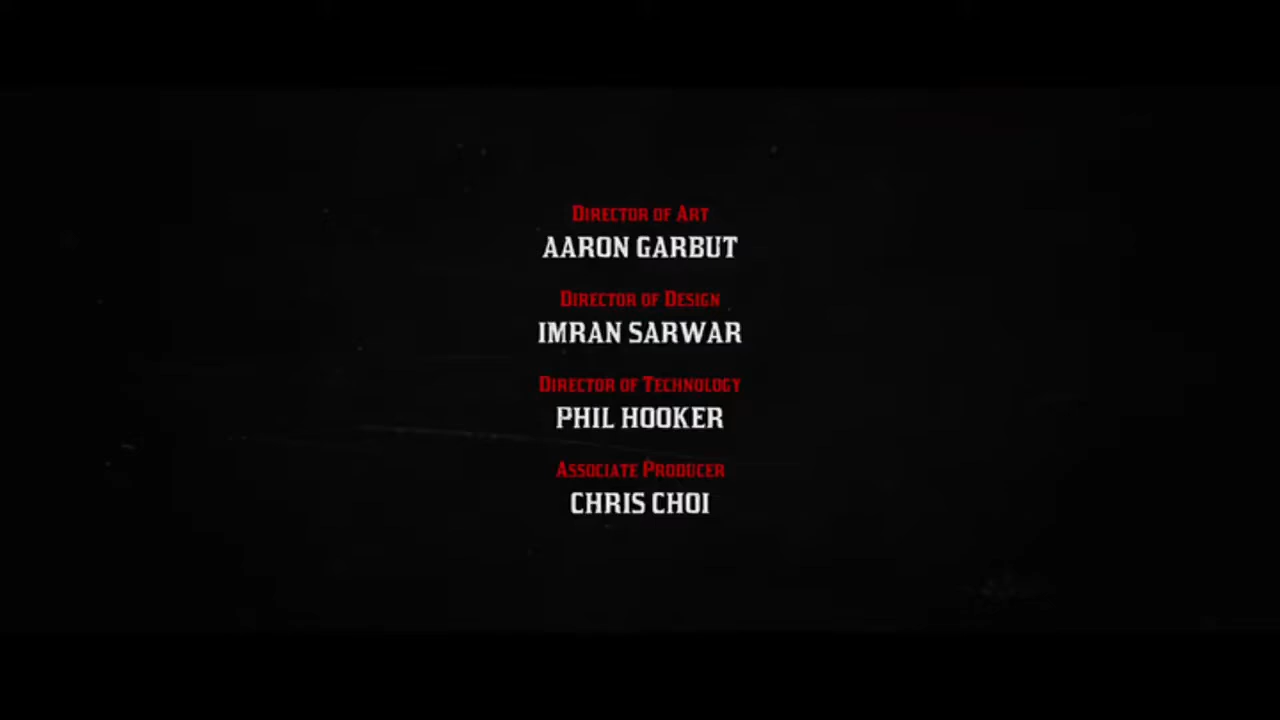 Director of Art
AARON GARBUT
Director of Design
IMRAN SARWAR
Director of Technology
PHIL HOOKER
Associate Producer
CHRIS CHOI